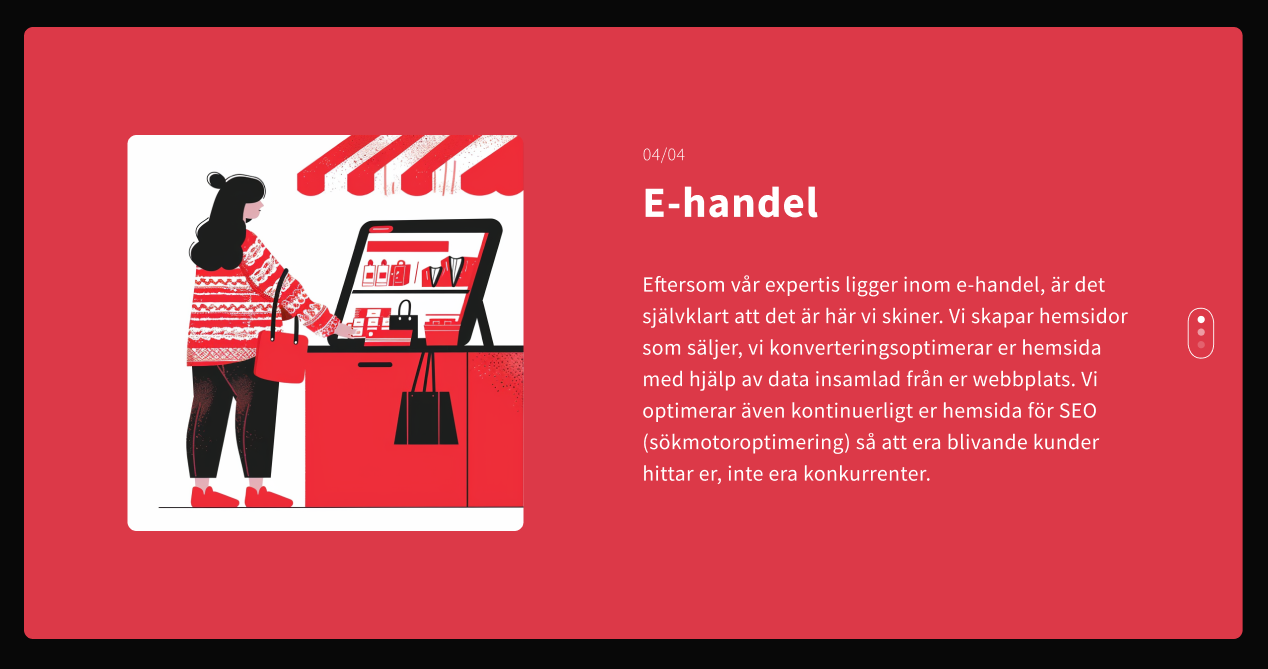 04/04
E-handel
Eftersom vår expertis ligger inom e-handel, är det
självklart att det är här vi skiner. Vi skapar hemsidor
som säljer, vi konverteringsoptimerar er hemsida
med hjälp av data insamlad från er webbplats. Vi
optimerar även kontinuerligt er hemsida för SEO
(sökmotoroptimering) så att era blivande kunder
hittar er, inte era konkurrenter.